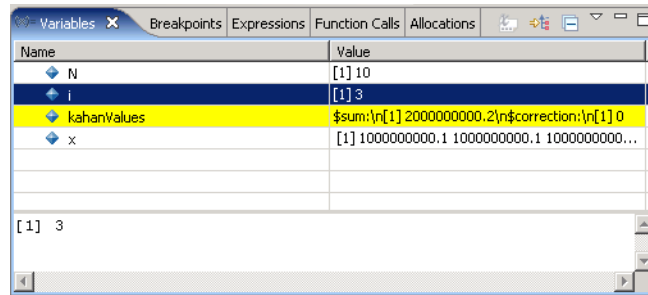 Variables Breakpoints Expressions Function Calls Allocations
Name Value
N [1] 10
i [1] 3
kahanValues $sum:\n[1] 2000000000.2\n$correction:\n[1] 0
x [1] 1000000000.1 1000000000.1 1000000000...
[1] 3